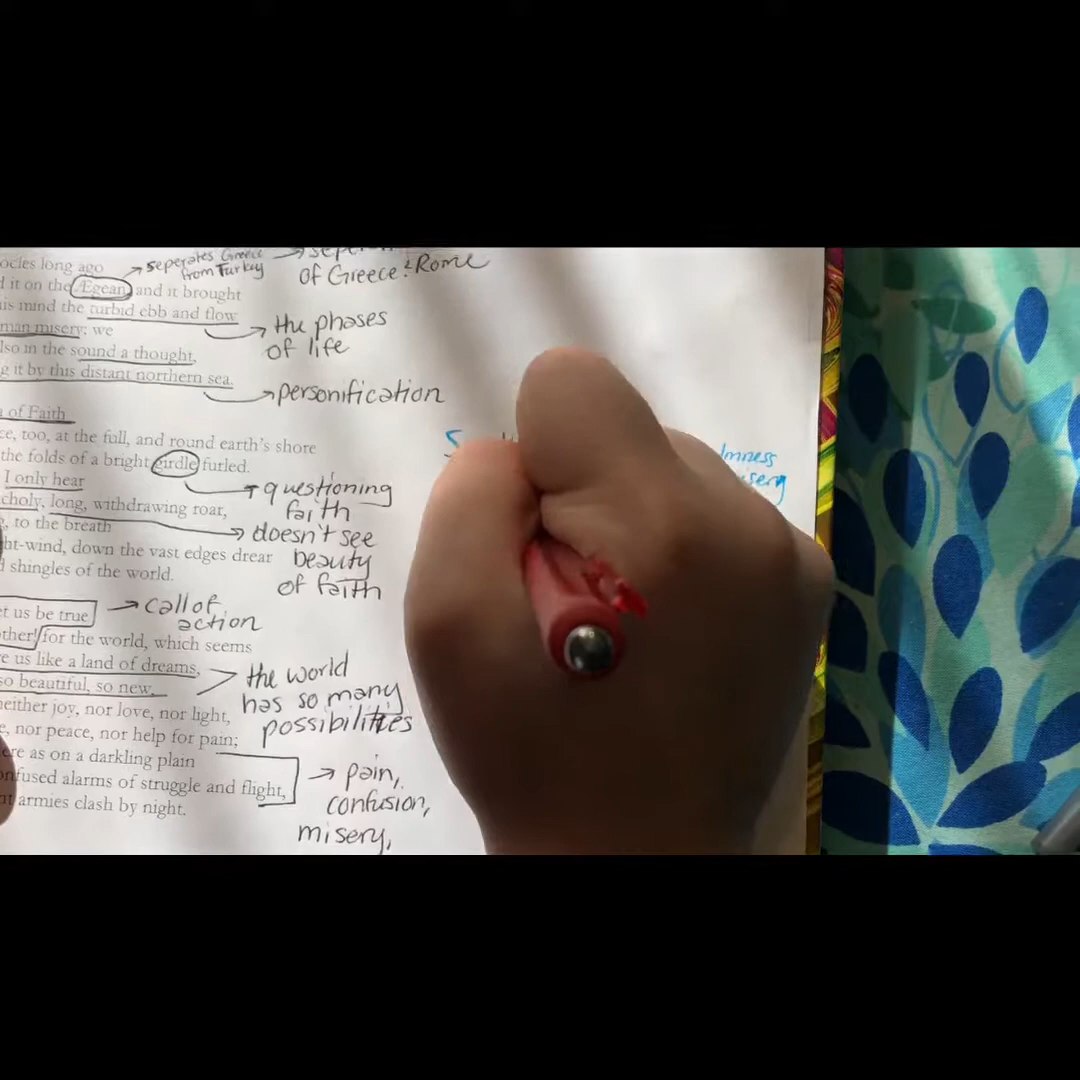 ocles long ago
seperates Greece
from Turkey
of Greece & Rome
d it on the Ægean, and it brought
is mind the turbid ebb and flow
man misery; we
the phases
of life
lso in the sound a thought,
g it by this distant northern sea.
personification
of Faith
ce, too, at the full, and round earth's shore
the folds of a bright girdle furled.
I only hear
questioning
faith
choly, long, withdrawing roar,
, to the breath
doesn't see
beauty
of faith
ht-wind, down the vast edges drear
d shingles of the world.
et us be true
call of
action
ther! for the world, which seems
e us like a land of dreams,
so beautiful, so new,
the world
has so many
possibilities
neither joy, nor love, nor light,
e, nor peace, nor help for pain;
ere as on a darkling plain
onfused alarms of struggle and flight,
nt armies clash by night.
pain,
confusion,
misery,
lmness
isery